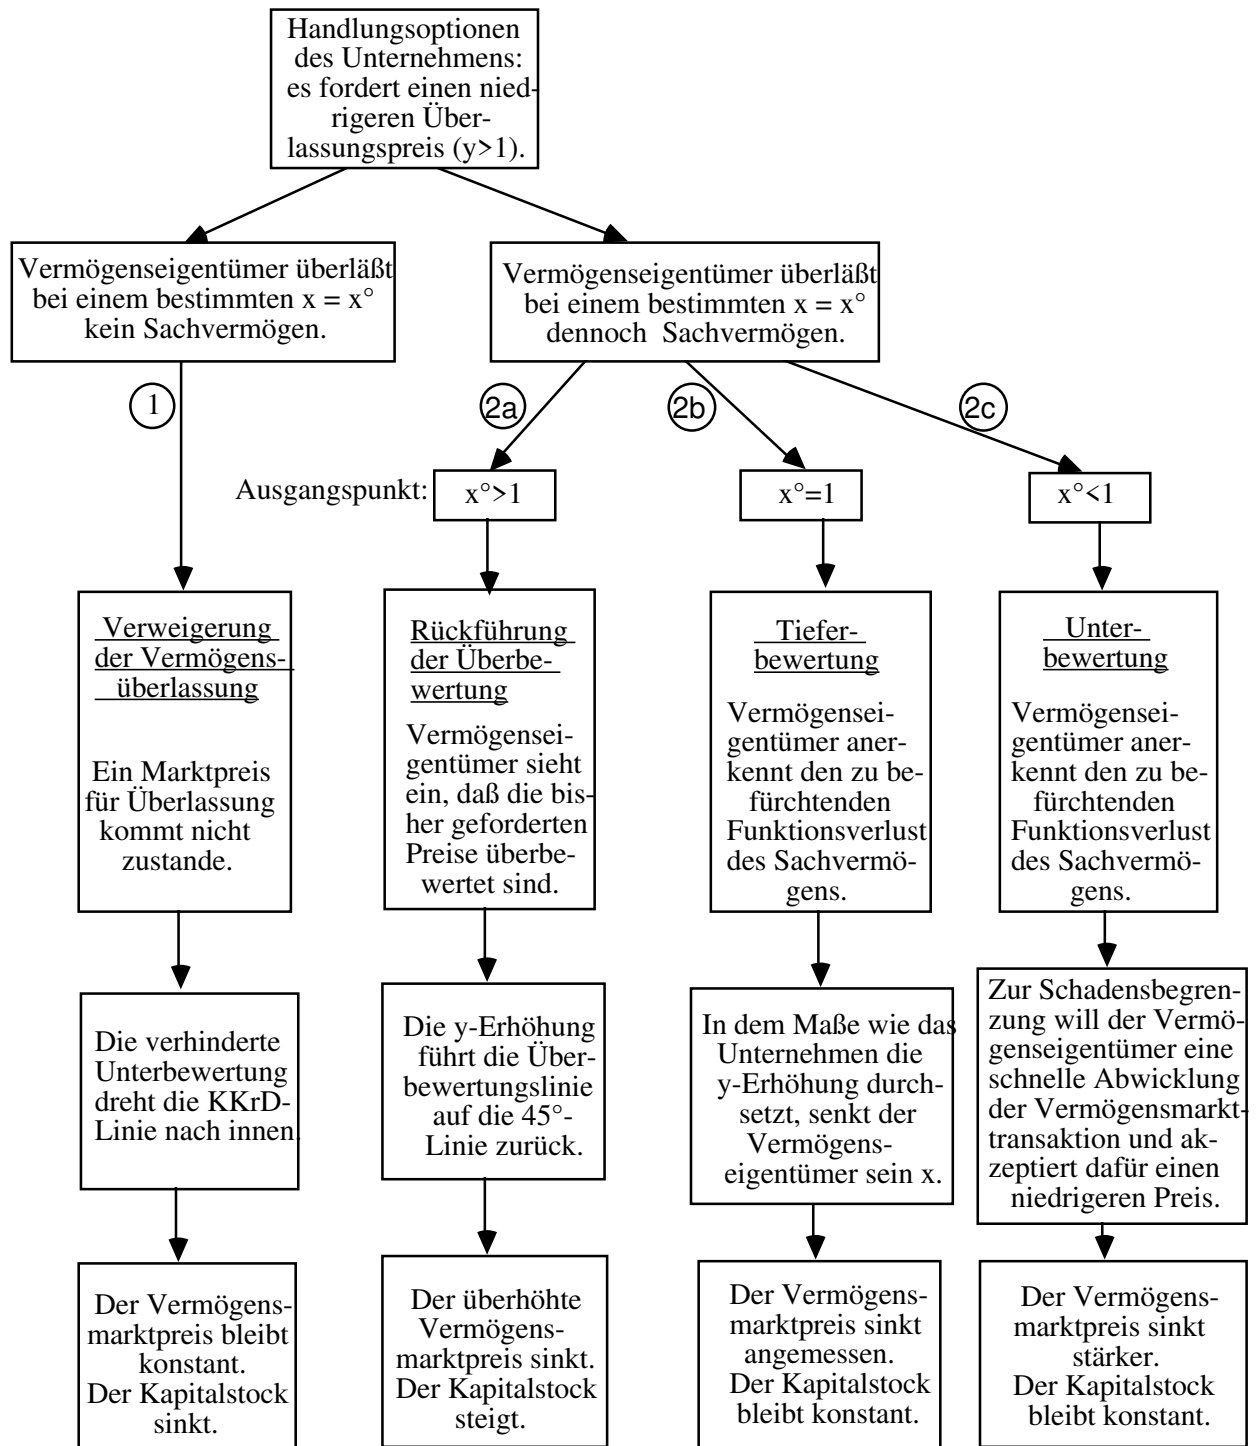 Handlungsoptionen
des Unternehmens:
es fordert einen nied-
rigeren Über-
lassungspreis (y>1).
Vermögenseigentümer überläßt
bei einem bestimmten x = x°
kein Sachvermögen.
Vermögenseigentümer überläßt
bei einem bestimmten x = x°
dennoch Sachvermögen.
1
2a
2b
2c
Ausgangspunkt:
x°>1
x°=1
x°<1
Verweigerung
der Vermögens-
überlassung
Ein Marktpreis
für Überlassung
kommt nicht
zustande.
Rückführung
der Überbe-
wertung
Vermögensei-
gentümer sieht
ein, daß die bis-
her geforderten
Preise überbe-
wertet sind.
Tiefer-
bewertung
Vermögensei-
gentümer aner-
kennt den zu be-
fürchtenden
Funktionsverlust
des Sachvermö-
gens.
Unter-
bewertung
Vermögensei-
gentümer aner-
kennt den zu be-
fürchtenden
Funktionsverlust
des Sachvermö-
gens.
Die verhinderte
Unterbewertung
dreht die KKrD-
Linie nach innen.
Die y-Erhöhung
führt die Über-
bewertungslinie
auf die 45°-
Linie zurück.
In dem Maße wie das
Unternehmen die
y-Erhöhung durch-
setzt, senkt der
Vermögens-
eigentümer sein x.
Zur Schadensbegren-
zung will der Vermö-
genseigentümer eine
schnelle Abwicklung
der Vermögensmarkt-
transaktion und ak-
zeptiert dafür einen
niedrigeren Preis.
Der Vermögens-
marktpreis bleibt
konstant.
Der Kapitalstock
sinkt.
Der überhöhte
Vermögens-
marktpreis sinkt.
Der Kapitalstock
steigt.
Der Vermögens-
marktpreis sinkt
angemessen.
Der Kapitalstock
bleibt konstant.
Der Vermögens-
marktpreis sinkt
stärker.
Der Kapitalstock
bleibt konstant.